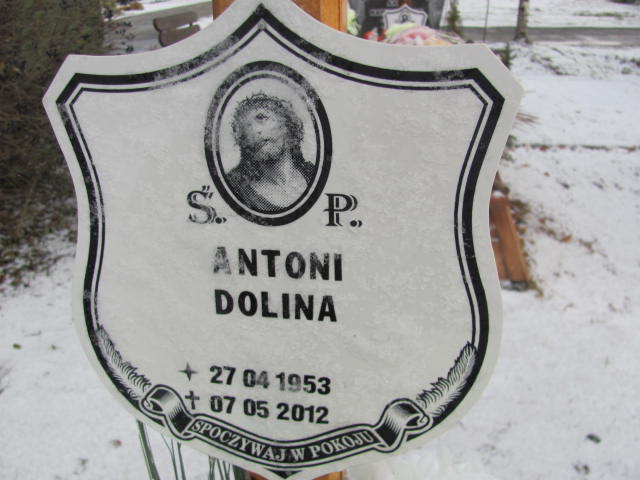 Ś. P.
ANTONI
DOLINA
27 04 1953
✝ 07 05 2012
SPOCZYWAJ W POKOJU